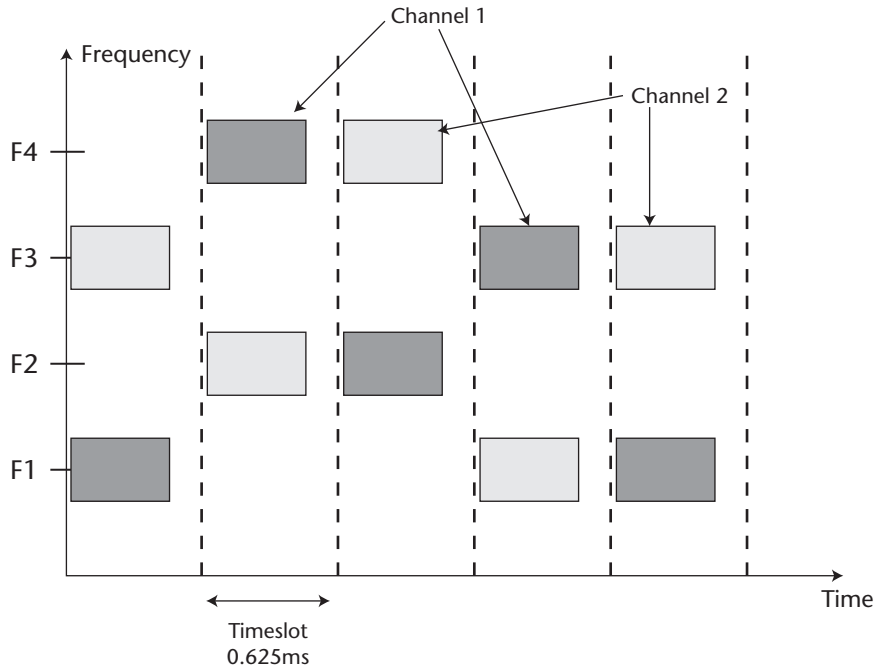 Channel 1
Frequency
Channel 2
F4
F3
F2
F1
Time
Timeslot
0.625ms